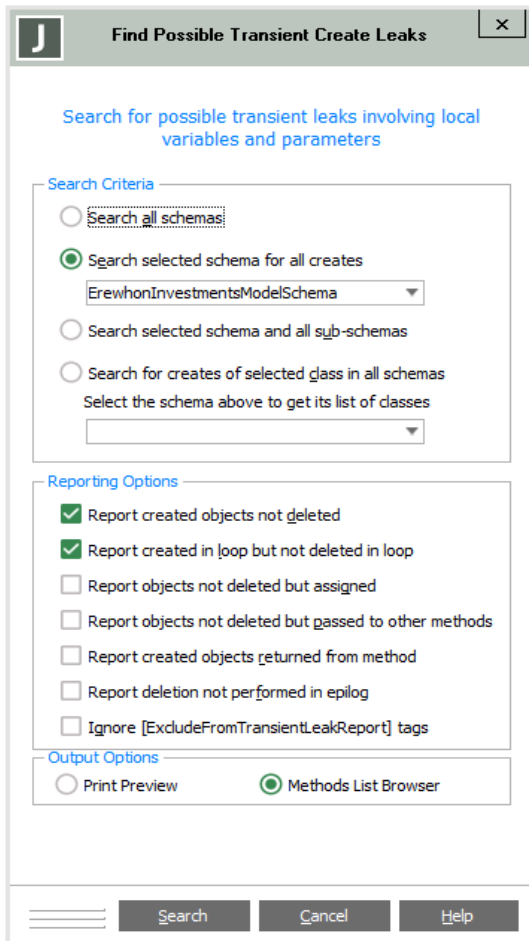 J
Find Possible Transient Create Leaks
Search for possible transient leaks involving local
variables and parameters
Search Criteria
Search all schemas
Search selected schema for all creates
ErewhonInvestmentsModelSchema
Search selected schema and all sub-schemas
Search for creates of selected class in all schemas
Select the schema above to get its list of classes
Reporting Options
Report created objects not deleted
Report created in loop but not deleted in loop
Report objects not deleted but assigned
Report objects not deleted but passed to other methods
Report created objects returned from method
Report deletion not performed in epilog
Ignore [ExcludeFromTransientLeakReport] tags
Output Options
Print Preview
Methods List Browser
Search
Cancel
Help